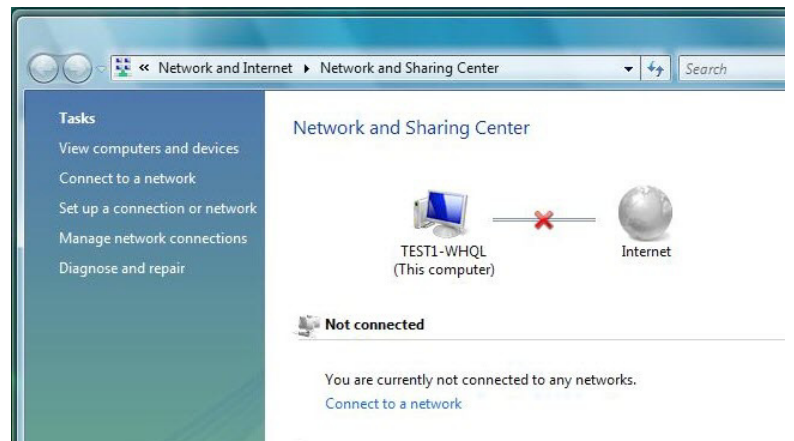 « Network and Internet ▸ Network and Sharing Center
Search
Tasks
View computers and devices
Connect to a network
Set up a connection or network
Manage network connections
Diagnose and repair
Network and Sharing Center
TEST1-WHQL
(This computer)
Internet
Not connected
You are currently not connected to any networks.
Connect to a network